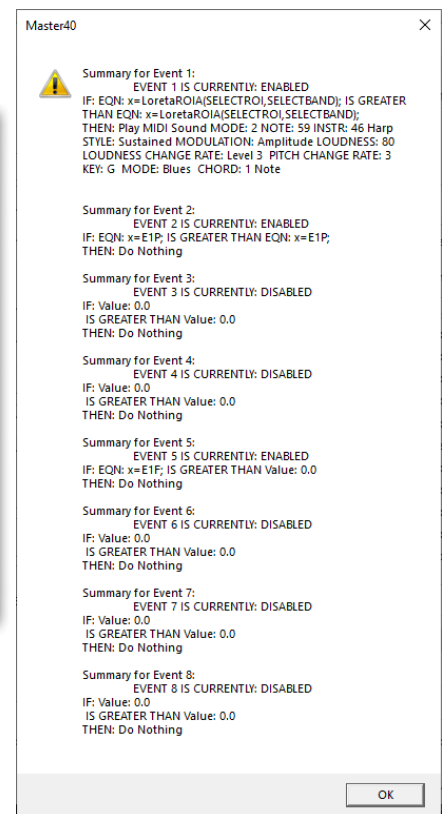 Master40
Summary for Event 1:
EVENT 1 IS CURRENTLY: ENABLED
IF: EQN: x=LoretaROIA(SELECTROI,SELECTBAND); IS GREATER
THAN EQN: x=LoretaROIA(SELECTROI,SELECTBAND);
THEN: Play MIDI Sound MODE: 2 NOTE: 59 INSTR: 46 Harp
STYLE: Sustained MODULATION: Amplitude LOUDNESS: 80
LOUDNESS CHANGE RATE: Level 3 PITCH CHANGE RATE: 3
KEY: G MODE: Blues CHORD: 1 Note
Summary for Event 2:
EVENT 2 IS CURRENTLY: ENABLED
IF: EQN: x=E1P; IS GREATER THAN EQN: x=E1P;
THEN: Do Nothing
Summary for Event 3:
EVENT 3 IS CURRENTLY: DISABLED
IF: Value: 0.0
IS GREATER THAN Value: 0.0
THEN: Do Nothing
Summary for Event 4:
EVENT 4 IS CURRENTLY: DISABLED
IF: Value: 0.0
IS GREATER THAN Value: 0.0
THEN: Do Nothing
Summary for Event 5:
EVENT 5 IS CURRENTLY: ENABLED
IF: EQN: x=E1F; IS GREATER THAN Value: 0.0
THEN: Do Nothing
Summary for Event 6:
EVENT 6 IS CURRENTLY: DISABLED
IF: Value: 0.0
IS GREATER THAN Value: 0.0
THEN: Do Nothing
Summary for Event 7:
EVENT 7 IS CURRENTLY: DISABLED
IF: Value: 0.0
IS GREATER THAN Value: 0.0
THEN: Do Nothing
Summary for Event 8:
EVENT 8 IS CURRENTLY: DISABLED
IF: Value: 0.0
IS GREATER THAN Value: 0.0
THEN: Do Nothing
OK